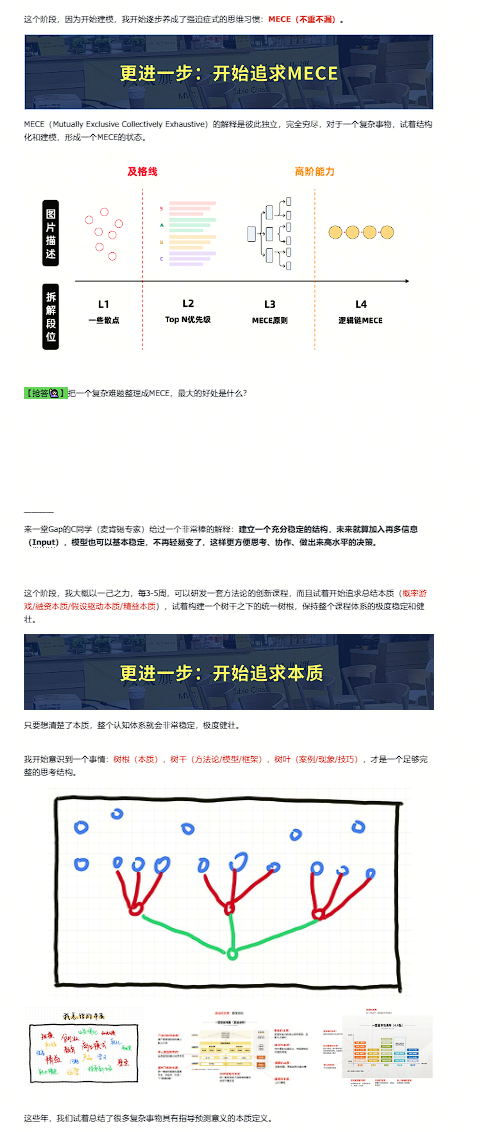 这个阶段，因为开始建模，我开始逐步养成了强迫症式的思维习惯：MECE（不重不漏）。
更进一步：开始追求MECE
MECE（Mutually Exclusive Collectively Exhaustive）的解释是彼此独立，完全穷尽，对于一个复杂事物，试着结构
化和建模，形成一个MECE的状态。
及格线
高阶能力
图片描述
S
A
B
C
拆解段位
L1
L2
L3
L4
一些散点
Top N优先级
MECE原则
逻辑链MECE
【抢答🙋】把一个复杂难题整理成MECE，最大的好处是什么？
来一堂Gap的C同学（麦肯锡专家）给过一个非常棒的解释：建立一个充分稳定的结构，未来就算加入再多信息
（Input），模型也可以基本稳定，不再轻易变了，这样更方便思考、协作、做出来高水平的决策。
这个阶段，我大概以一己之力，每3-5周，可以研发一套方法论的创新课程，而且试着开始追求总结本质（概率游
戏/融资本质/假设驱动本质/精益本质），试着构建一个树干之下的统一树根，保持整个课程体系的极度稳定和健
壮。
更进一步：开始追求本质
只要想清楚了本质，整个认知体系就会非常稳定，极度健壮。
我开始意识到一个事情：树根（本质），树干（方法论/模型/框架），树叶（案例/现象/技巧），才是一个足够完
整的思考结构。
这些年，我们试着总结了很多复杂事物具有指导预测意义的本质定义。